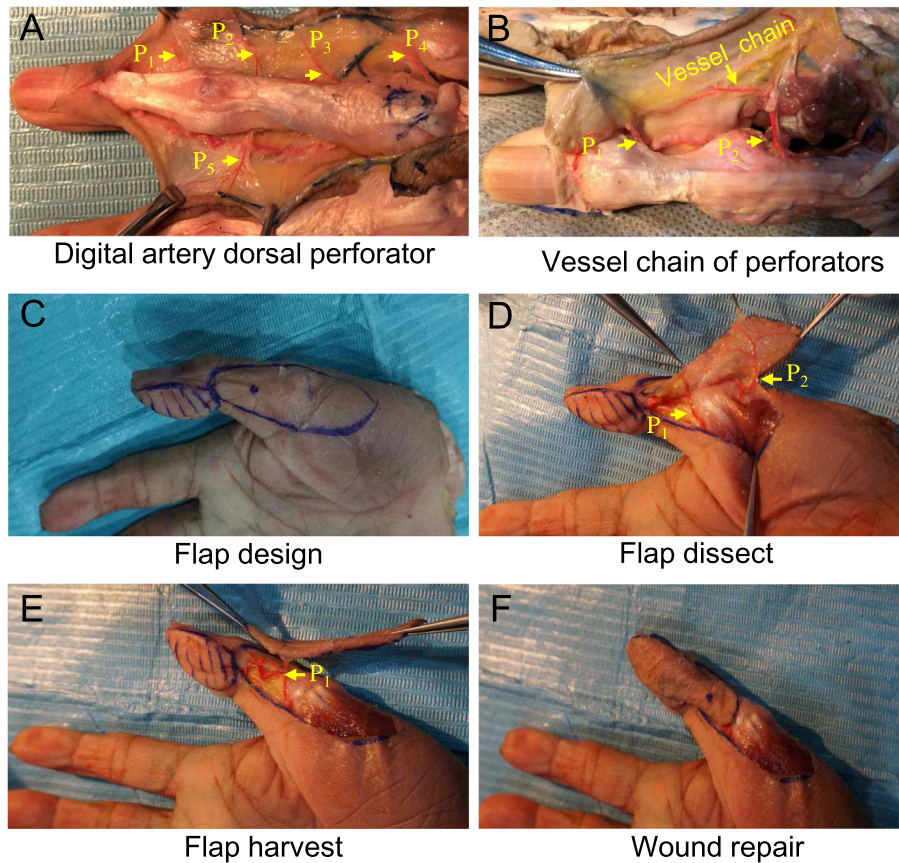 A
P1
P2
P3
P4
P5
Digital artery dorsal perforator
B
Vessel chain
P1
P2
Vessel chain of perforators
C
Flap design
D
P1
P2
Flap dissect
E
P1
Flap harvest
F
Wound repair